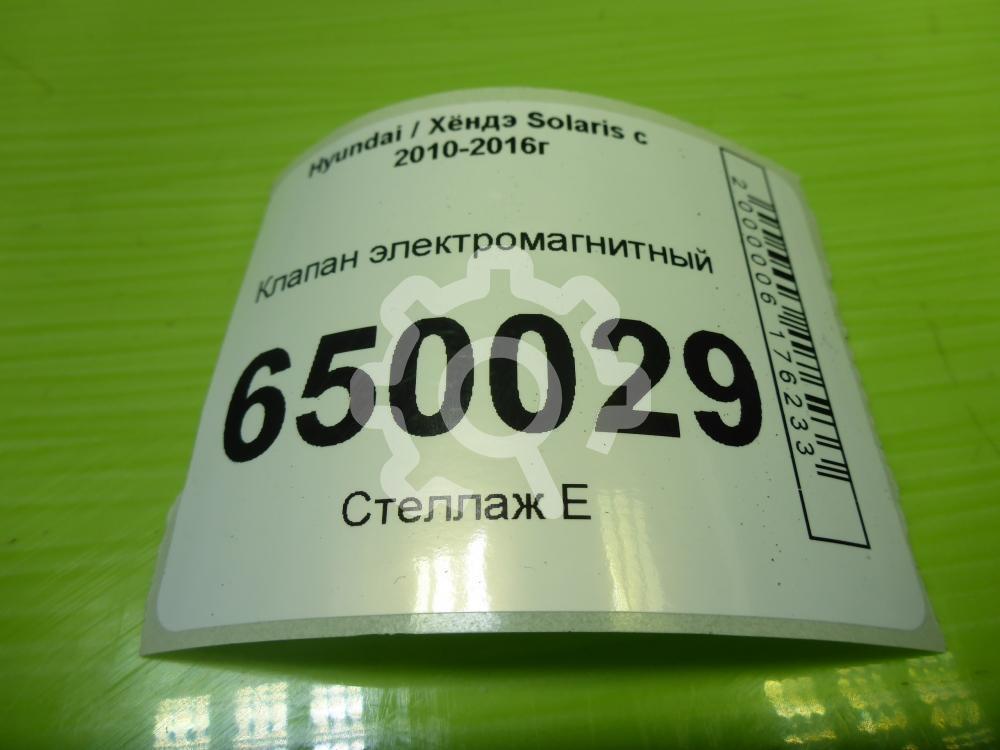 Hyundai / Хёндэ Solaris с
2010-2016г
Клапан электромагнитный
650029
Стеллаж Е
2000006176233